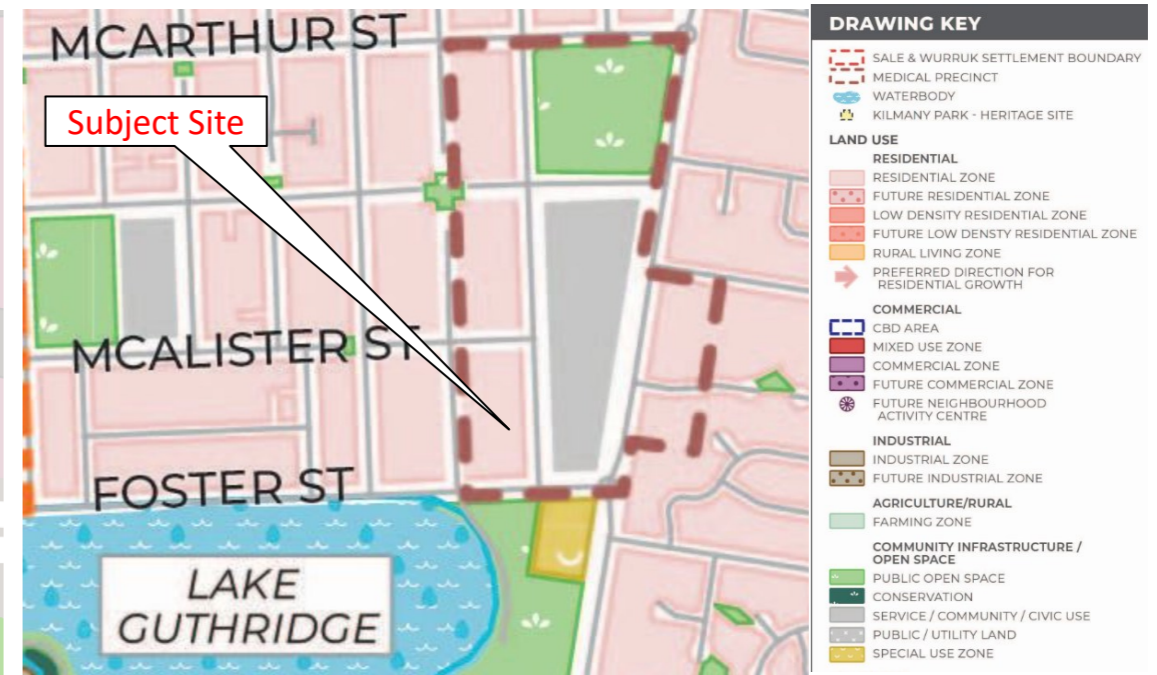 MCARTHUR ST
Subject Site
MCALISTER ST
FOSTER ST
LAKE
GUTHRIDGE
DRAWING KEY
SALE & WURRUK SETTLEMENT BOUNDARY
MEDICAL PRECINCT
WATERBODY
KILMANY PARK - HERITAGE SITE
LAND USE
RESIDENTIAL
RESIDENTIAL ZONE
FUTURE RESIDENTIAL ZONE
LOW DENSITY RESIDENTIAL ZONE
FUTURE LOW DENSTY RESIDENTIAL ZONE
RURAL LIVING ZONE
PREFERRED DIRECTION FOR
RESIDENTIAL GROWTH
COMMERCIAL
CBD AREA
MIXED USE ZONE
COMMERCIAL ZONE
FUTURE COMMERCIAL ZONE
FUTURE NEIGHBOURHOOD
ACTIVITY CENTRE
INDUSTRIAL
INDUSTRIAL ZONE
FUTURE INDUSTRIAL ZONE
AGRICULTURE/RURAL
FARMING ZONE
COMMUNITY INFRASTRUCTURE /
OPEN SPACE
PUBLIC OPEN SPACE
CONSERVATION
SERVICE / COMMUNITY / CIVIC USE
PUBLIC / UTILITY LAND
SPECIAL USE ZONE